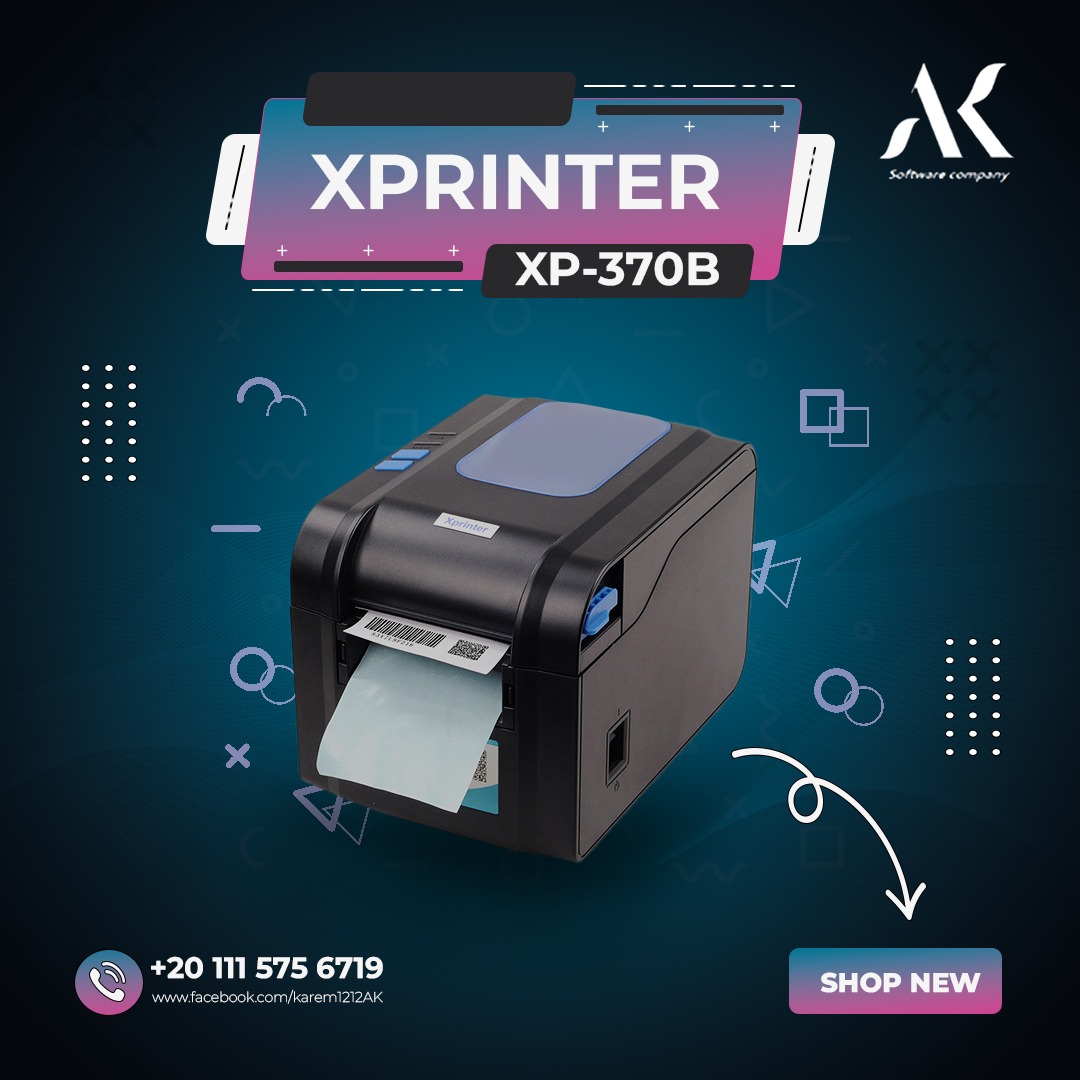 AK
Software company
XPRINTER
XP-370B
Xprinter
+20 111 575 6719
www.facebook.com/karem1212AK
SHOP NEW